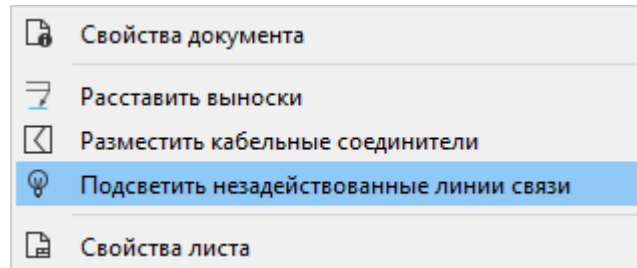 Свойства документа
Расставить выноски
Разместить кабельные соединители
Подсветить незадействованные линии связи
Свойства листа